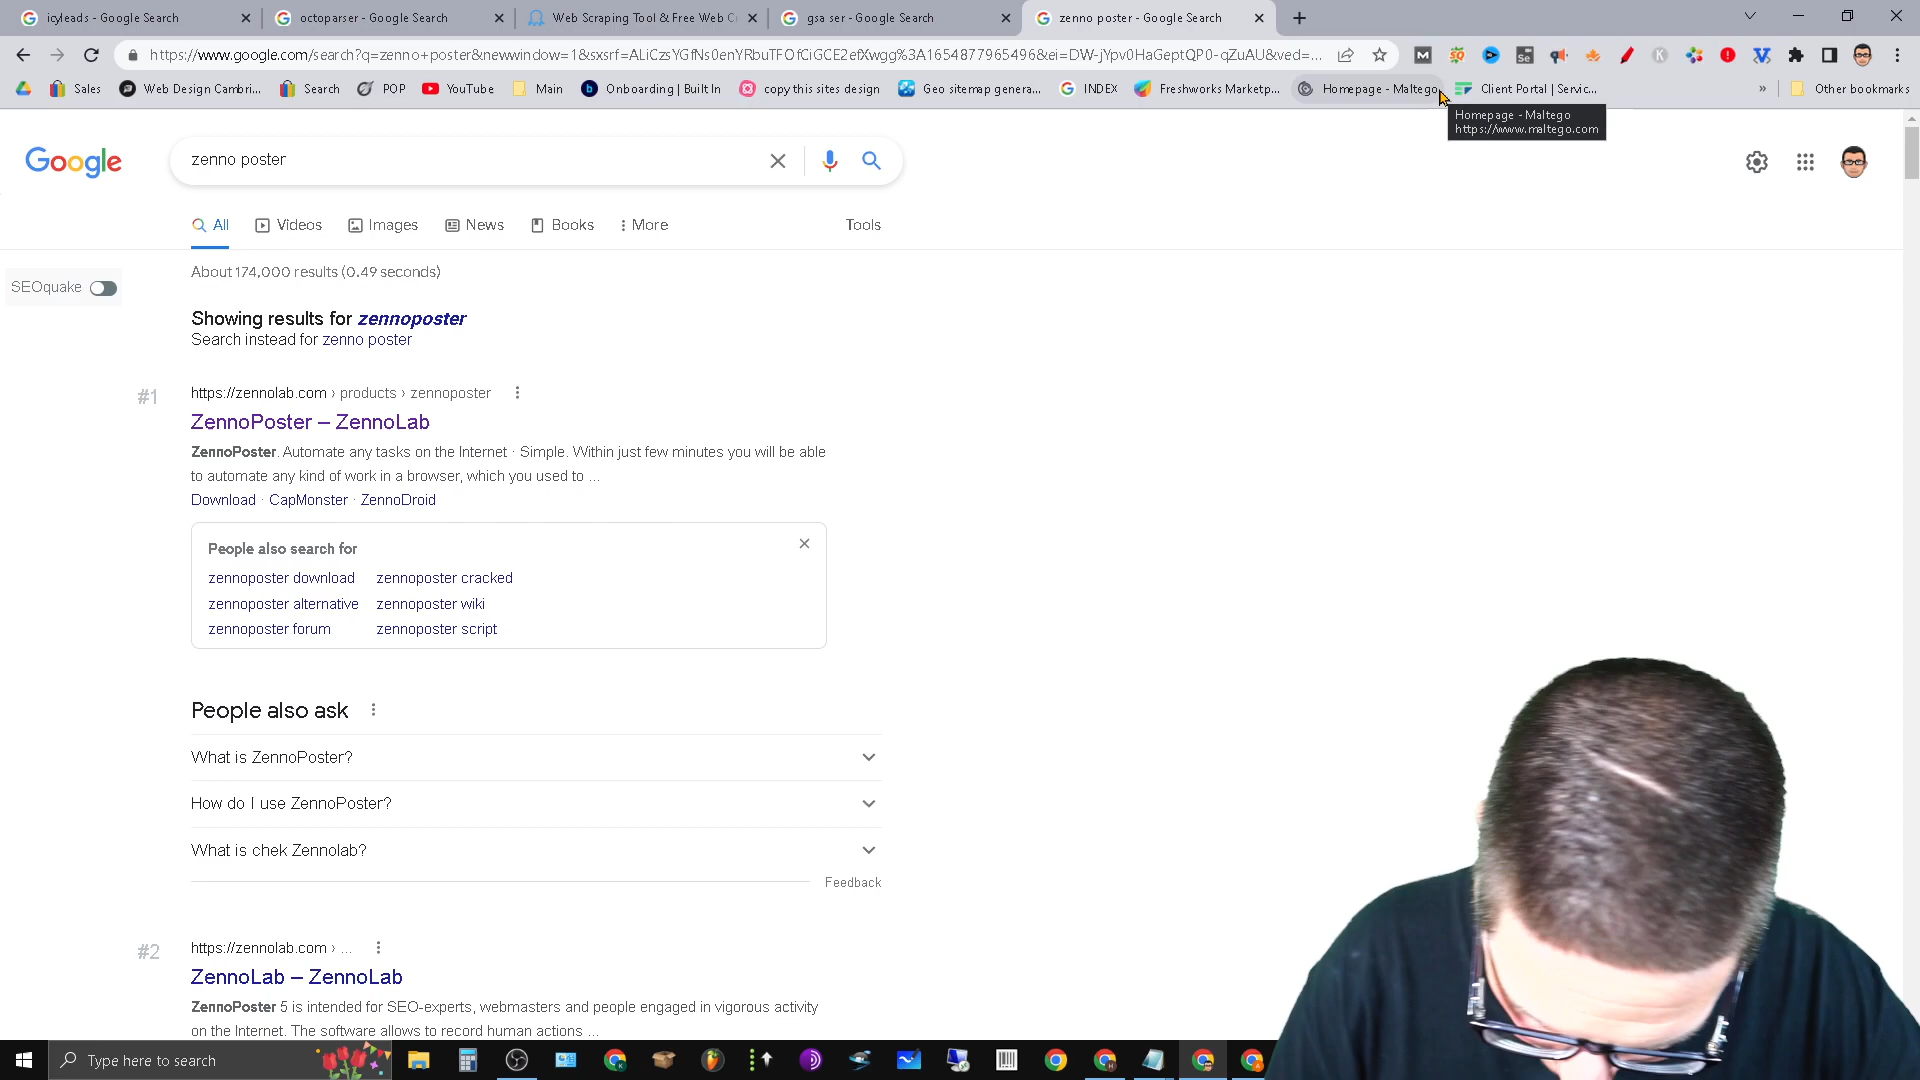 icyleads - Google Search
octoparser - Google Search
Web Scraping Tool & Free Web C
gsa ser - Google Search
zenno poster - Google Search
https://www.google.com/search?q=zenno+poster&newwindow=1&sxsrf=ALiCzsYGfNs0enYRbuTFOfCiGCE2efXwgg%3A1654877965496&ei=DW-jYpv0HaGeptQP0-qZuAU&ved=...
Sales
Web Design Cambri...
Search
POP
YouTube
Main
Onboarding | Built In
copy this sites design
Geo sitemap genera...
INDEX
Freshworks Marketp...
Homepage - Maltego
Client Portal | Servic...
»
Other bookmarks
Homepage - Maltego
https://www.maltego.com
Google
zenno poster
All
Videos
Images
News
Books
More
Tools
About 174,000 results (0.49 seconds)
SEOquake
Showing results for zennoposter
Search instead for zenno poster
#1
https://zennolab.com › products › zennoposter
ZennoPoster – ZennoLab
ZennoPoster. Automate any tasks on the Internet · Simple. Within just few minutes you will be able
to automate any kind of work in a browser, which you used to ...
Download · CapMonster · ZennoDroid
People also search for
zennoposter download
zennoposter cracked
zennoposter alternative
zennoposter wiki
zennoposter forum
zennoposter script
People also ask
What is ZennoPoster?
How do I use ZennoPoster?
What is chek Zennolab?
Feedback
#2
https://zennolab.com › ...
ZennoLab – ZennoLab
ZennoPoster 5 is intended for SEO-experts, webmasters and people engaged in vigorous activity
on the Internet. The software allows to record human actions ...
Type here to search